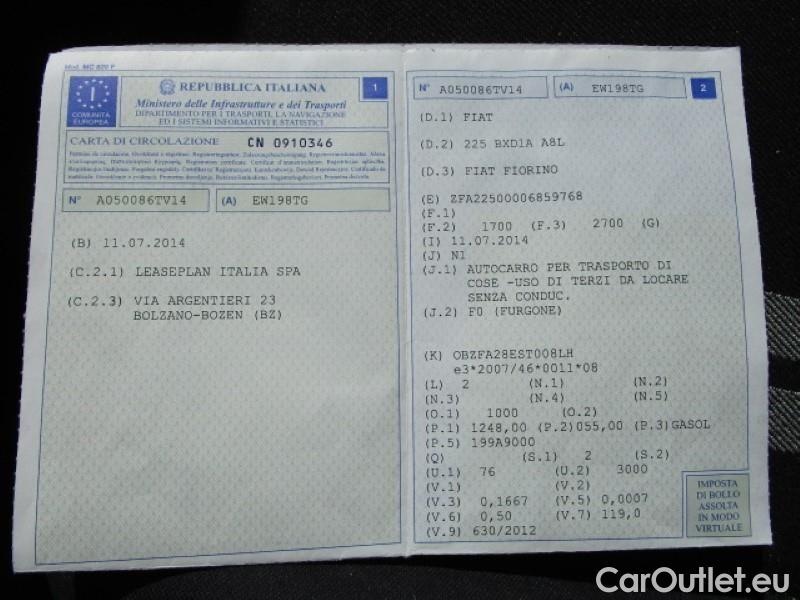 Mod. MC 820 F
I
COMUNITÀ
EUROPEA
REPUBBLICA ITALIANA
1
Ministero delle Infrastrutture e dei Trasporti
DIPARTIMENTO PER I TRASPORTI, LA NAVIGAZIONE
ED I SISTEMI INFORMATIVI E STATISTICI
CARTA DI CIRCOLAZIONE CN 0910346
N° A050086TV14 (A) EW198TG
(B) 11.07.2014
(C.2.1) LEASEPLAN ITALIA SPA
(C.2.3) VIA ARGENTIERI 23
BOLZANO-BOZEN (BZ)
N° A050086TV14 (A) EW198TG 2
(D.1) FIAT
(D.2) 225 BXD1A A8L
(D.3) FIAT FIORINO
(E) ZFA22500006859768
(F.1)
(F.2) 1700 (F.3) 2700 (G)
(I) 11.07.2014
(J) N1
(J.1) AUTOCARRO PER TRASPORTO DI
COSE -USO DI TERZI DA LOCARE
SENZA CONDUC.
(J.2) F0 (FURGONE)
(K) OBZFA28EST008LH
e3*2007/46*0011*08
(L) 2 (N.1) (N.2)
(N.3) (N.4) (N.5)
(O.1) 1000 (O.2)
(P.1) 1248,00 (P.2)055,00 (P.3)GASOL
(P.5) 199A9000
(Q) (S.1) 2 (S.2)
(U.1) 76 (U.2) 3000
(V.1) (V.2)
(V.3) 0,1667 (V.5) 0,0007
(V.6) 0,50 (V.7) 119,0
(V.9) 630/2012
IMPOSTA
DI BOLLO
ASSOLTA
IN MODO
VIRTUALE
CarOutlet.eu